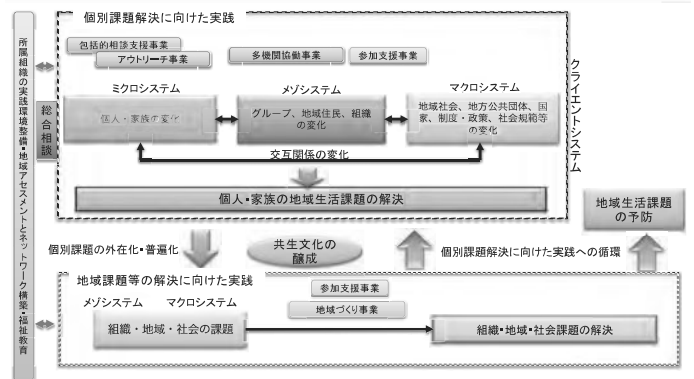 個別課題解決に向けた実践
包括的相談支援事業
アウトリーチ事業
多機関協働事業
参加支援事業
ミクロシステム
メゾシステム
マクロシステム
個人・家族の変化
グループ、地域住民、組織
の変化
地域社会、地方公共団体、国
家、制度・政策、社会規範等
の変化
交互関係の変化
個人・家族の地域生活課題の解決
クライエントシステム
総合相談
所属組織の実践環境整備・地域アセスメントとネットワーク構築・福祉教育
地域生活課題
の予防
個別課題の外在化・普遍化
共生文化の
醸成
個別課題解決に向けた実践への循環
地域課題等の解決に向けた実践
参加支援事業
地域づくり事業
メゾシステム
マクロシステム
組織・地域・社会の課題
組織・地域・社会課題の解決